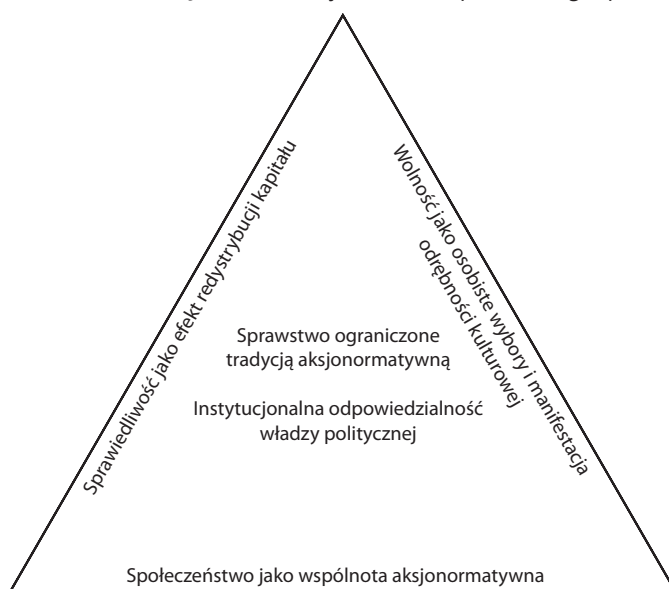 Sprawiedliwość jako efekt redystrybucji kapitału
Wolność jako osobiste wybory i manifestacja
odrębności kulturowej
Sprawstwo ograniczone
tradycją aksjonormatywną
Instytucjonalna odpowiedzialność
władzy politycznej
Społeczeństwo jako wspólnota aksjonormatywna